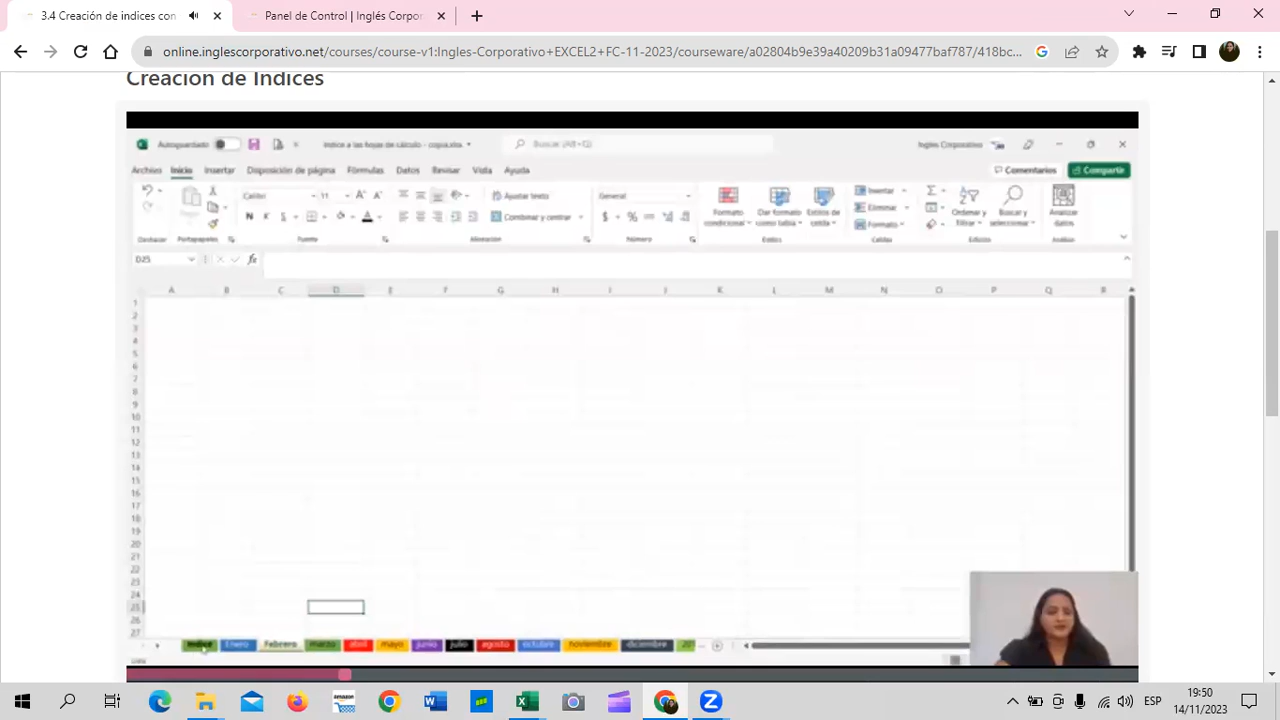 3.4 Creación de indices con
Panel de Control | Inglés Corpor
online.inglescorporativo.net/courses/course-v1:Ingles-Corporativo+EXCEL2+FC-11-2023/courseware/a02804b9e39a40209b31a09477baf787/418bc...
Creación de Índices
Autoguardado
Indice a las hojas de cálculo - copia.xlsx
Buscar (Alt+Q)
Ingles Corporativo
Archivo Inicio Insertar Disposición de página Fórmulas Datos Revisar Vista Ayuda
Comentarios Compartir
Calibri 11
Ajustar texto
General
Insertar
Eliminar
Formato
N K S
Combinar y centrar
$ % 000
Formato condicional
Dar formato como tabla
Estilos de celda
Ordenar y filtrar
Buscar y seleccionar
Analizar datos
Deshacer Portapapeles Fuente Alineación Número Estilos Celdas Edición Análisis
D25
fx
A B C D E F G H I J K L M N O P Q R
1
2
3
4
5
6
7
8
9
10
11
12
13
14
15
16
17
18
19
20
21
22
23
24
25
26
27
Indice Enero Febrero marzo abril mayo junio julio agosto octubre noviembre diciembre 20
amazon
ESP
19:50
14/11/2023